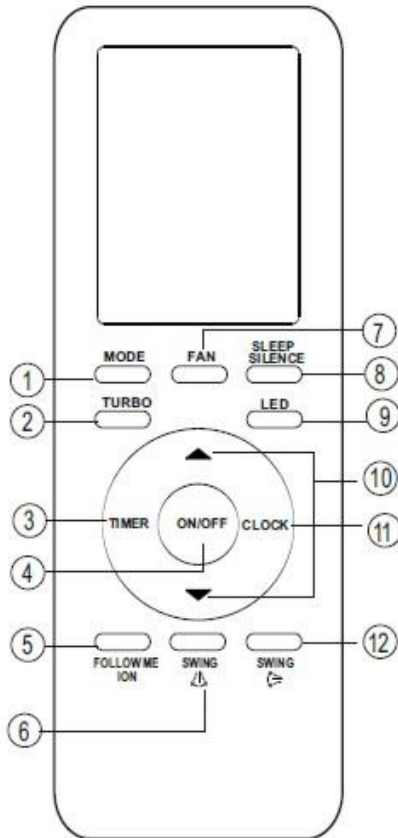 7
SLEEP
MODE FAN SILENCE
1 8
TURBO LED
2 9
10
3 TIMER ON/OFF CLOCK 11
4
5 12
FOLLOW ME SWING SWING
ION
6